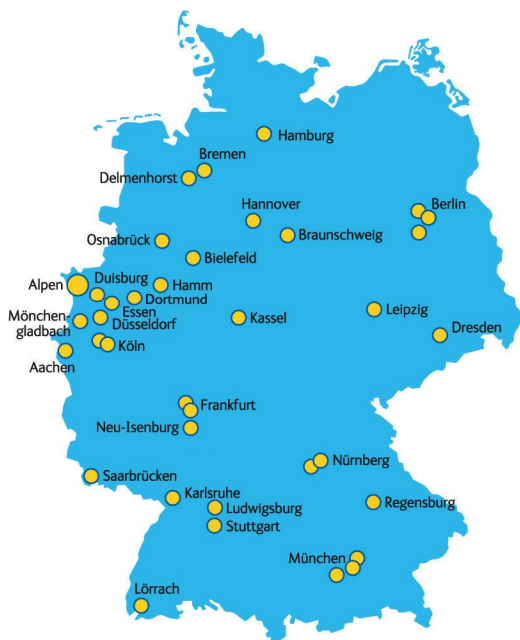 Hamburg
Bremen
Delmenhorst
Hannover
Berlin
Osnabrück
Braunschweig
Bielefeld
Alpen
Duisburg
Hamm
Dortmund
Essen
Mönchen-
gladbach
Düsseldorf
Kassel
Leipzig
Dresden
Köln
Aachen
Frankfurt
Neu-Isenburg
Nürnberg
Saarbrücken
Karlsruhe
Ludwigsburg
Regensburg
Stuttgart
München
Lörrach